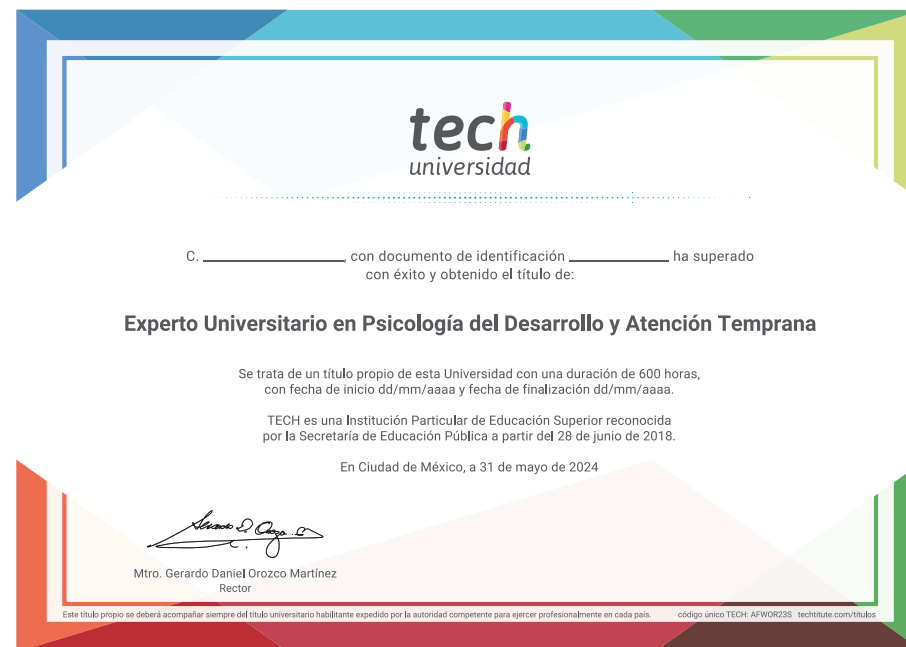 tech
universidad
C. ____________, con documento de identificación ____________ ha superado
con éxito y obtenido el título de:
Experto Universitario en Psicología del Desarrollo y Atención Temprana
Se trata de un título propio de esta Universidad con una duración de 600 horas,
con fecha de inicio dd/mm/aaaa y fecha de finalización dd/mm/aaaa.
TECH es una Institución Particular de Educación Superior reconocida
por la Secretaría de Educación Pública a partir del 28 de junio de 2018.
En Ciudad de México, a 31 de mayo de 2024
Mtro. Gerardo Daniel Orozco Martínez
Rector
Este título propio se deberá acompañar siempre del título universitario habilitante expedido por la autoridad competente para ejercer profesionalmente en cada país. código único TECH: AFWOR23S techtitute.com/titulos